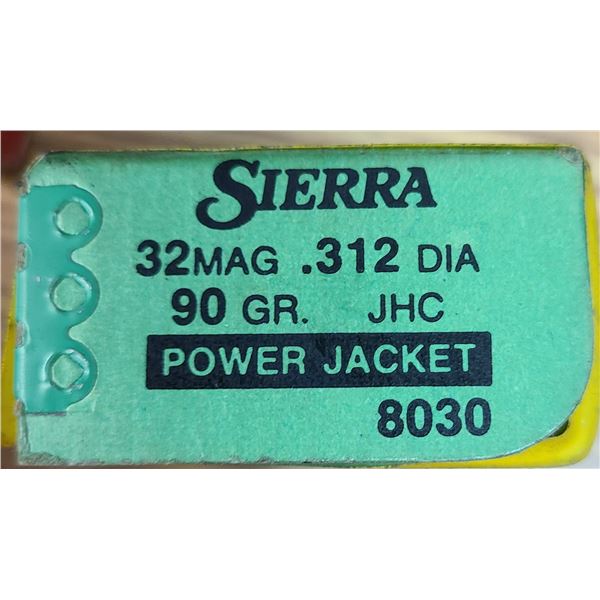 SIERRA
32MAG .312 DIA
90 GR. JHC
POWER JACKET
8030